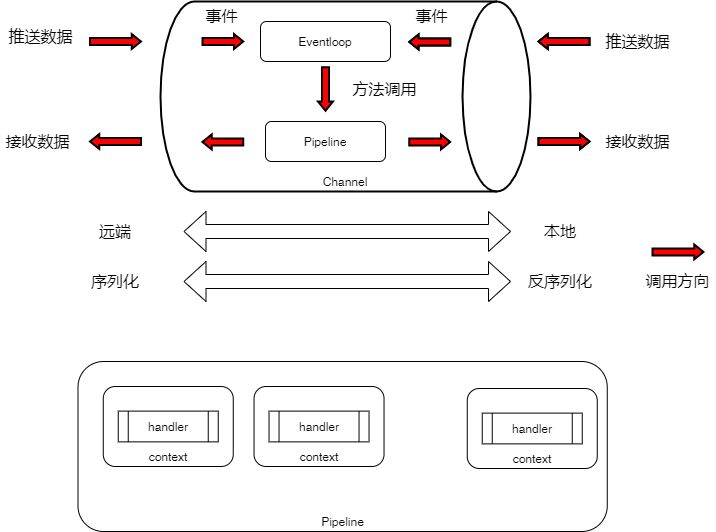 事件
事件
推送数据
Eventloop
推送数据
方法调用
接收数据
Pipeline
接收数据
Channel
远端
本地
序列化
反序列化
调用方向
handler
handler
handler
context
context
context
Pipeline